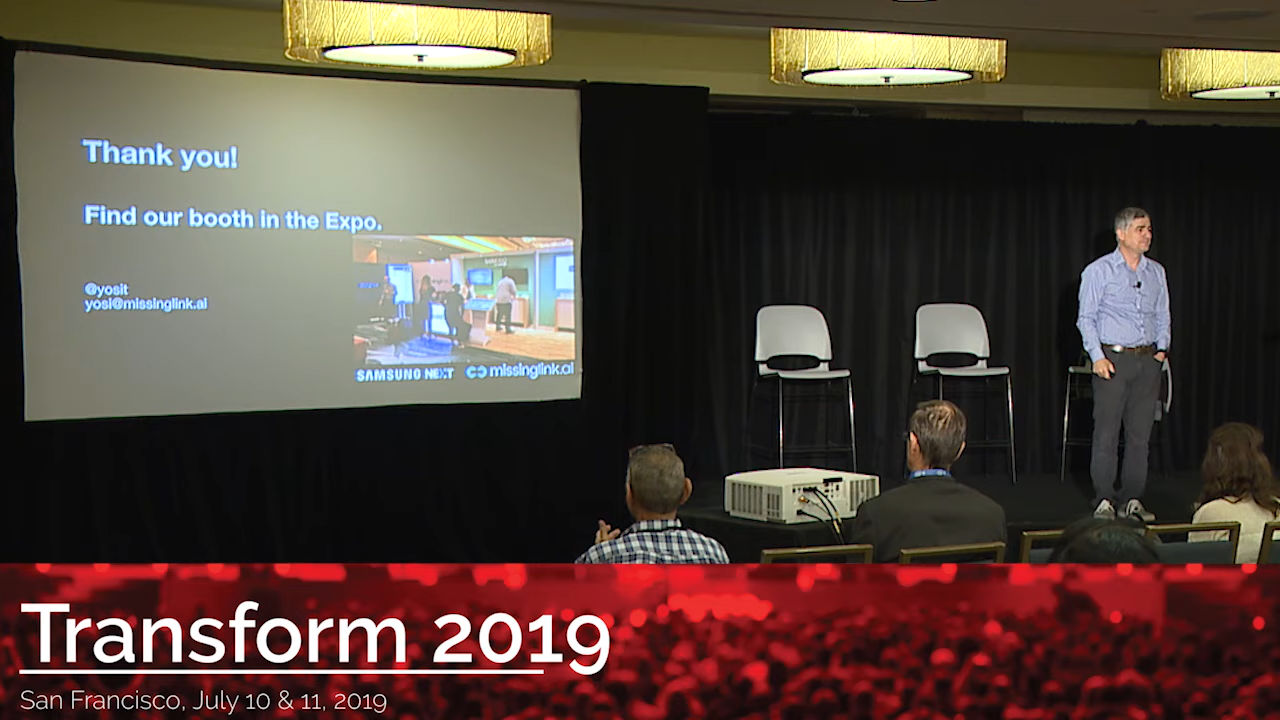 Thank you!
Find our booth in the Expo.
@yosit
yosi@missinglink.ai
SAMSUNG NEXT missinglink.ai
Transform 2019
San Francisco, July 10 & 11, 2019